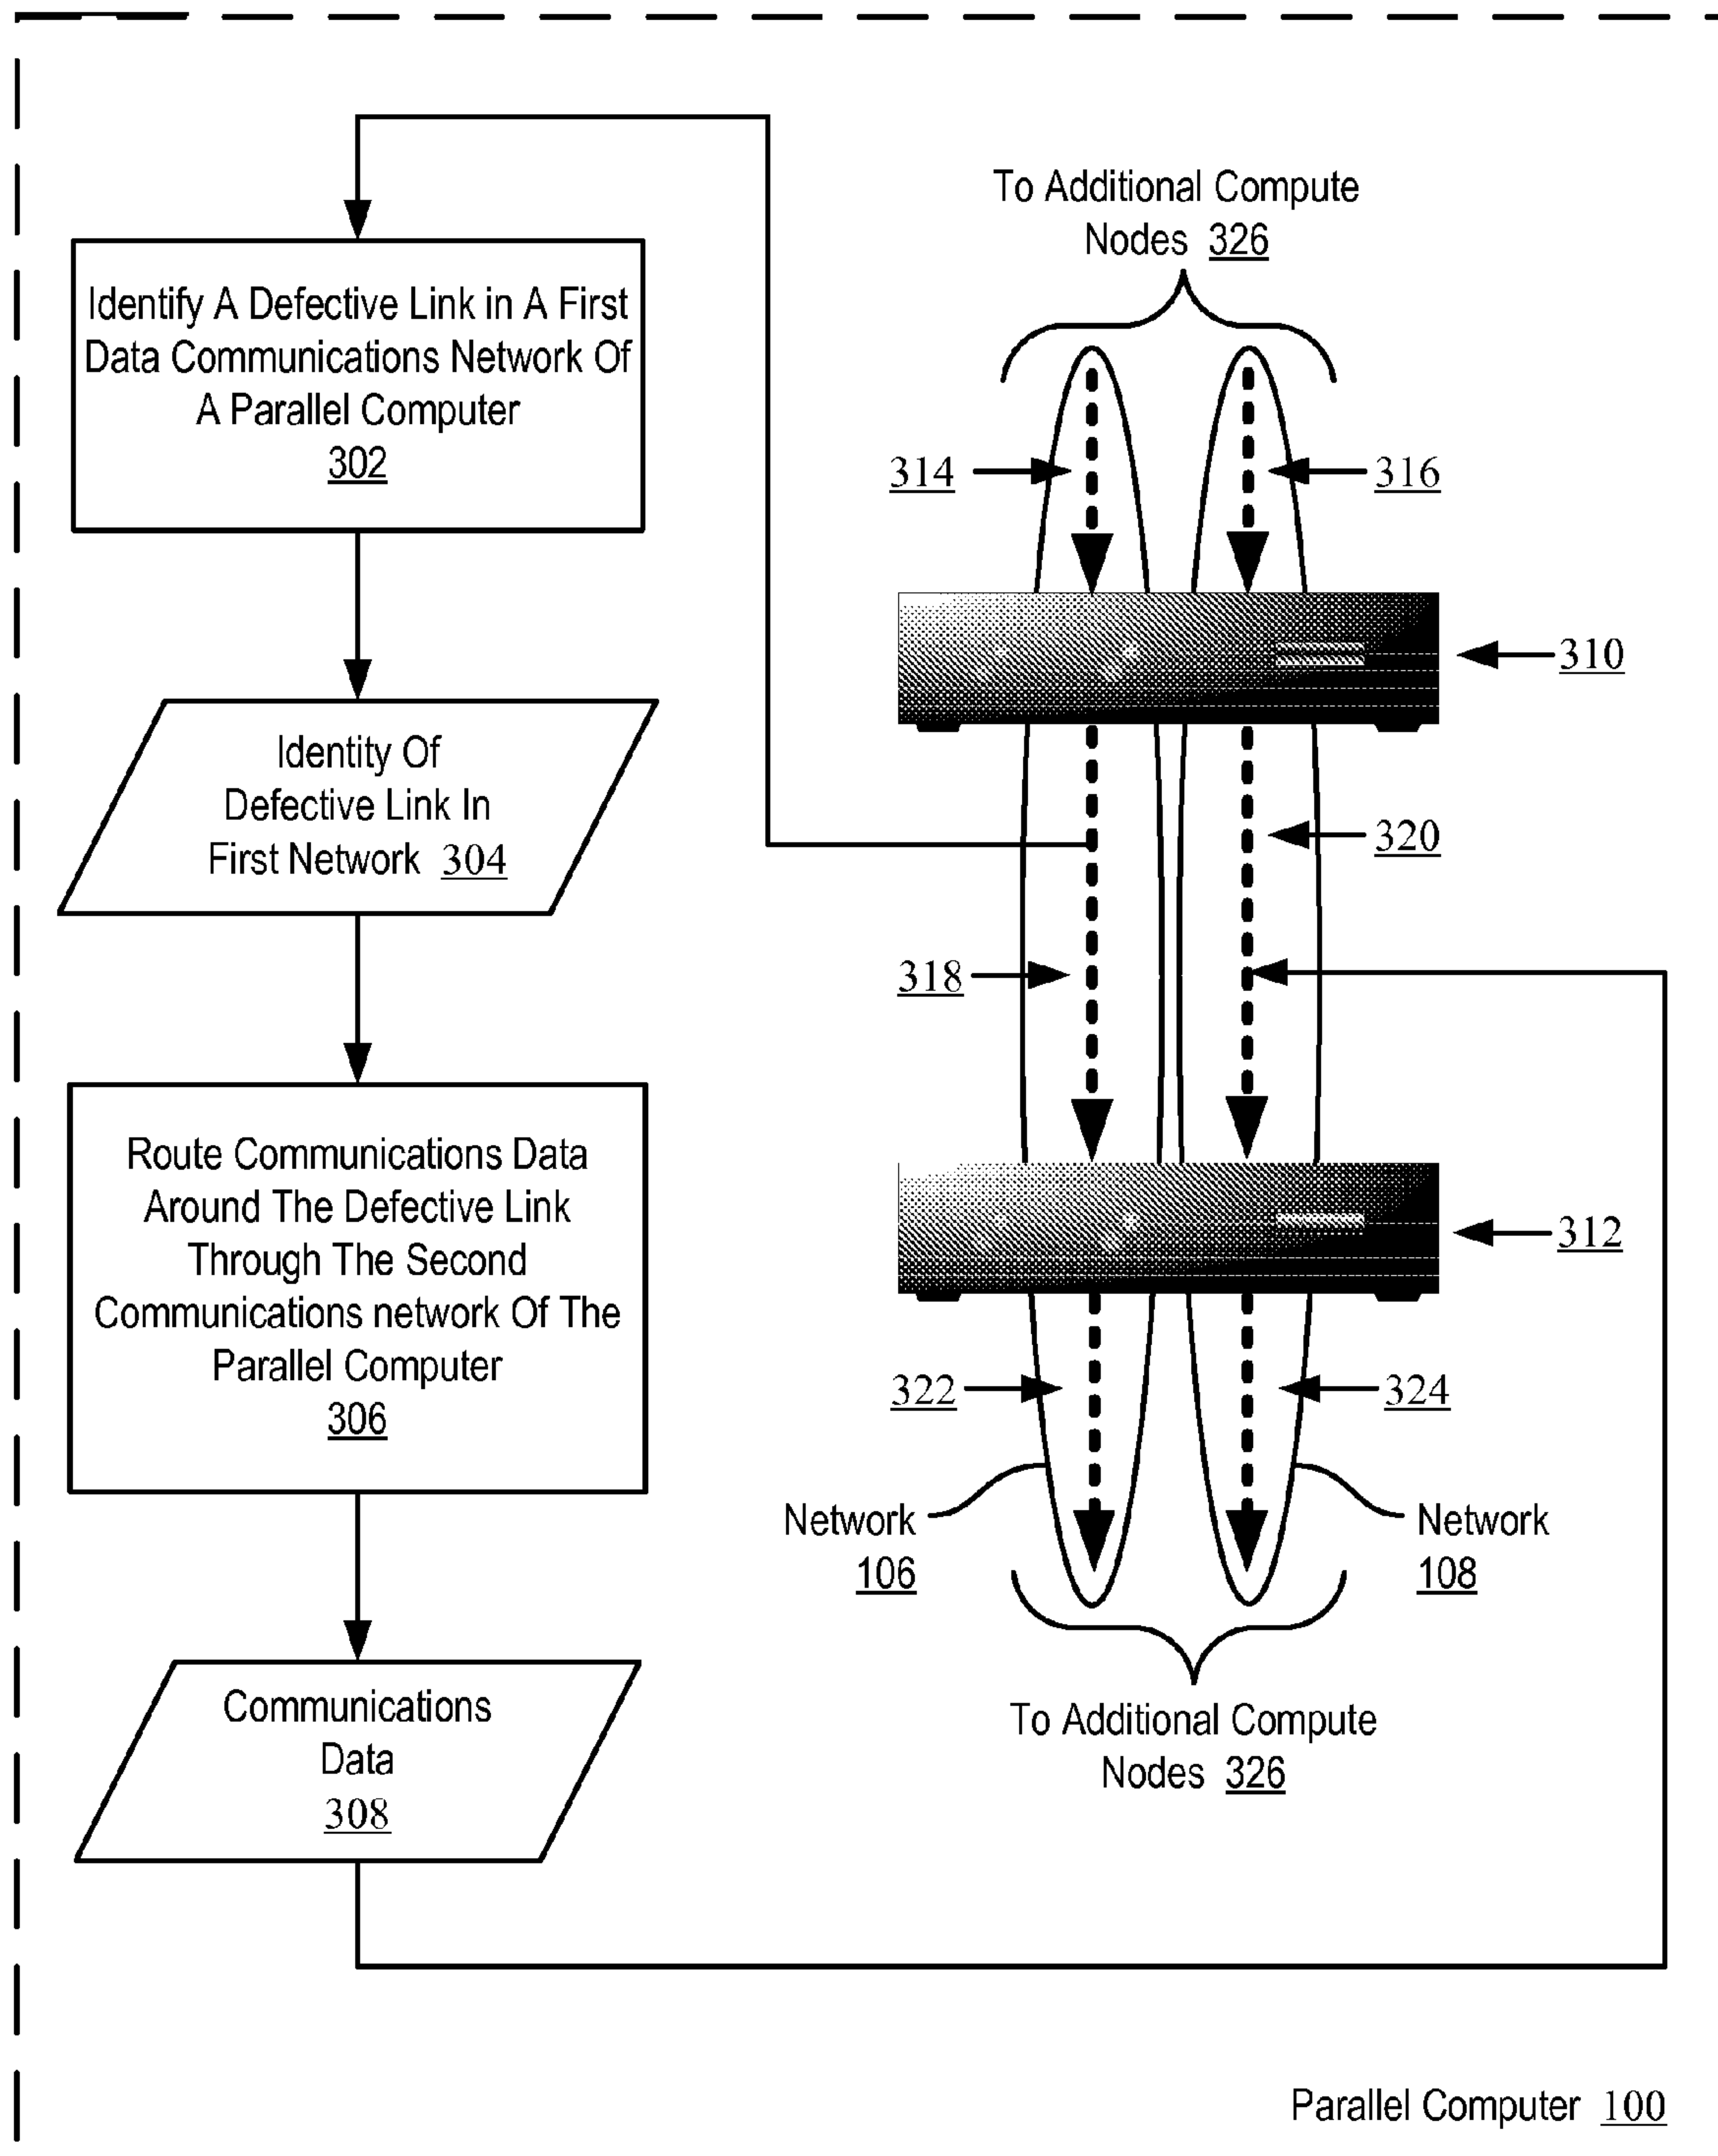 Identify A Defective Link in A First
Data Communications Network Of
A Parallel Computer
302
Identity Of
Defective Link In
First Network 304
Route Communications Data
Around The Defective Link
Through The Second
Communications network Of The
Parallel Computer
306
Communications
Data
308
To Additional Compute
Nodes 326
314
316
310
320
318
312
322
324
Network
106
Network
108
To Additional Compute
Nodes 326
Parallel Computer 100